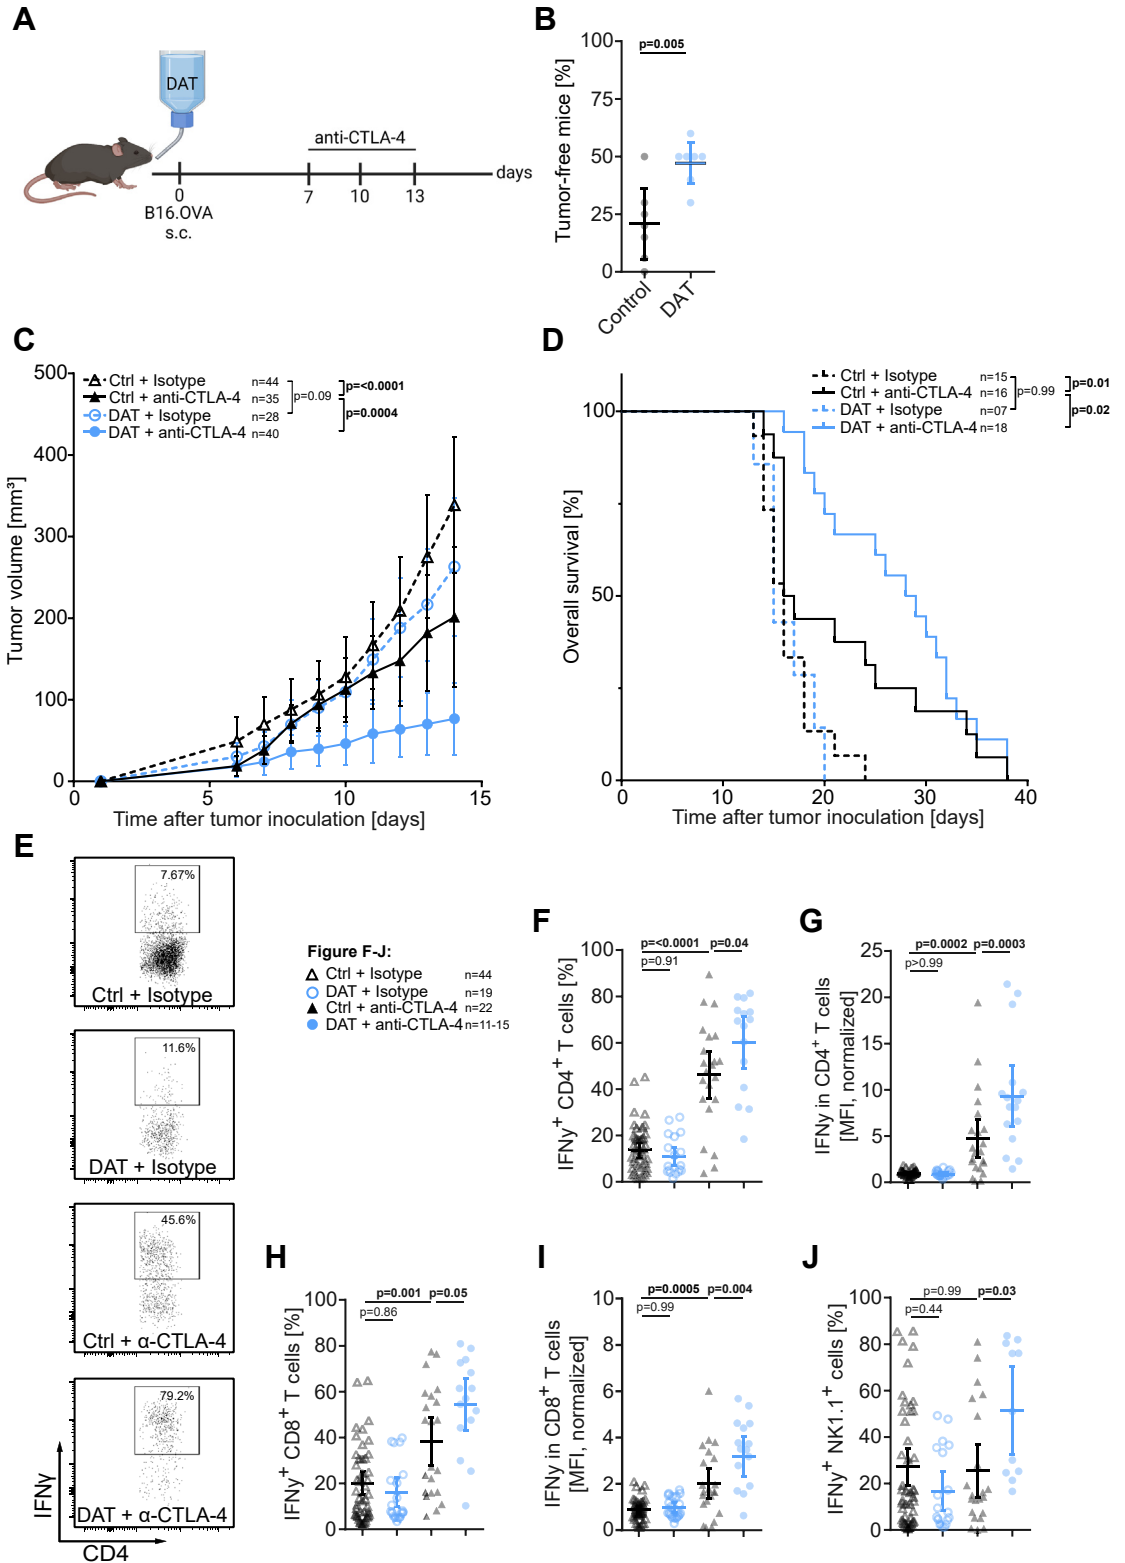 A
DAT
anti-CTLA-4
days
0
7
10
13
B16.OVA
s.c.
B
Tumor-free mice [%]
100
75
50
25
0
p=0.005
Control
DAT
C
Tumor volume [mm³]
500
400
300
200
100
0
0
5
10
15
Time after tumor inoculation [days]
Ctrl + Isotype n=44
Ctrl + anti-CTLA-4 n=35
DAT + Isotype n=28
DAT + anti-CTLA-4 n=40
p=0.09
p=<0.0001
p=0.0004
D
Overall survival [%]
100
50
0
0
10
20
30
40
Time after tumor inoculation [days]
Ctrl + Isotype n=15
Ctrl + anti-CTLA-4 n=16
DAT + Isotype n=07
DAT + anti-CTLA-4 n=18
p=0.99
p=0.01
p=0.02
E
7.67%
Ctrl + Isotype
11.6%
DAT + Isotype
45.6%
Ctrl + α-CTLA-4
79.2%
DAT + α-CTLA-4
IFNγ
CD4
Figure F-J:
Ctrl + Isotype n=44
DAT + Isotype n=19
Ctrl + anti-CTLA-4 n=22
DAT + anti-CTLA-4 n=11-15
F
IFNγ⁺ CD4⁺ T cells [%]
100
80
60
40
20
0
p=<0.0001
p=0.04
p=0.91
G
IFNγ in CD4⁺ T cells
[MFI, normalized]
25
20
15
10
5
0
p=0.0002
p=0.0003
p>0.99
H
IFNγ⁺ CD8⁺ T cells [%]
100
80
60
40
20
0
p=0.001
p=0.05
p=0.86
I
IFNγ in CD8⁺ T cells
[MFI, normalized]
10
8
6
4
2
0
p=0.0005
p=0.004
p=0.99
J
IFNγ⁺ NK1.1⁺ cells [%]
100
80
60
40
20
0
p=0.99
p=0.03
p=0.44